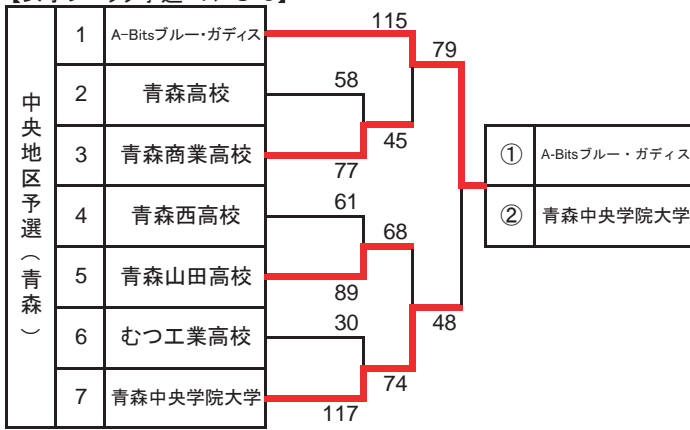 中央地区予選（青森）
1 A-Bitsブルー・ガディス
2 青森高校
3 青森商業高校
4 青森西高校
5 青森山田高校
6 むつ工業高校
7 青森中央学院大学
115
79
58
45
77
61
68
89
30
48
74
117
① A-Bitsブルー・ガディス
② 青森中央学院大学